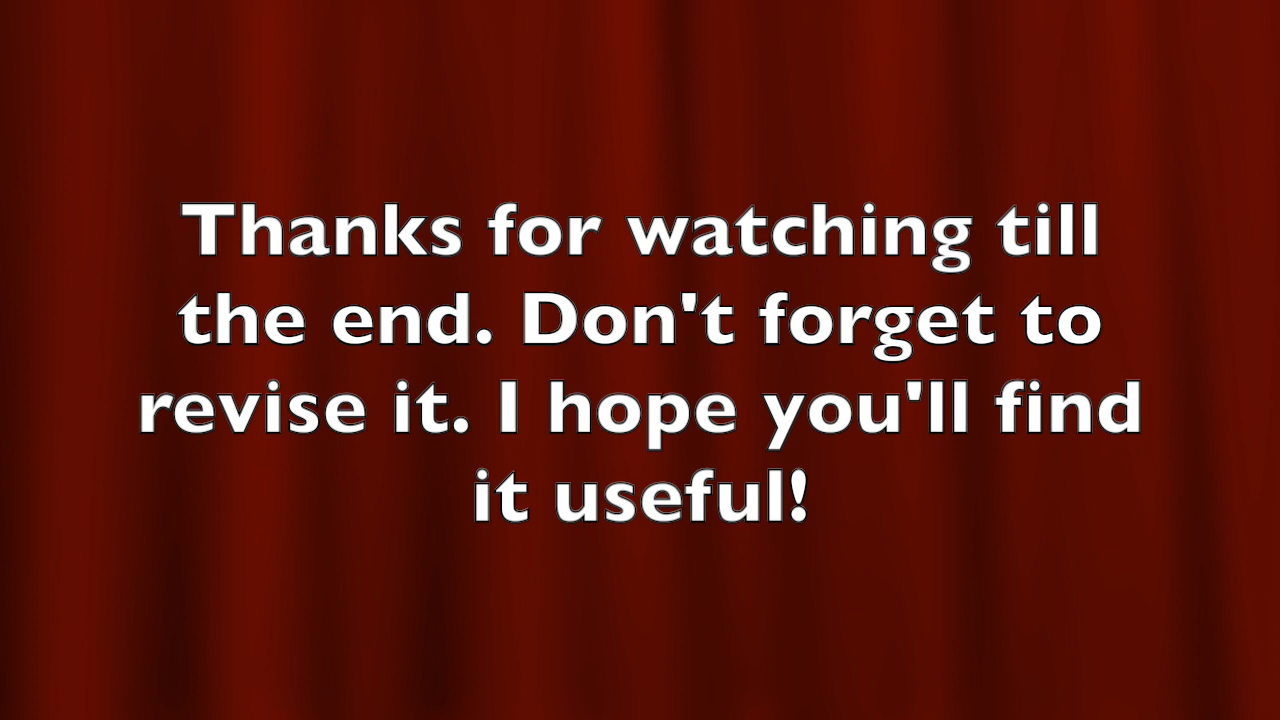 Thanks for watching till
the end. Don't forget to
revise it. I hope you'll find
it useful!